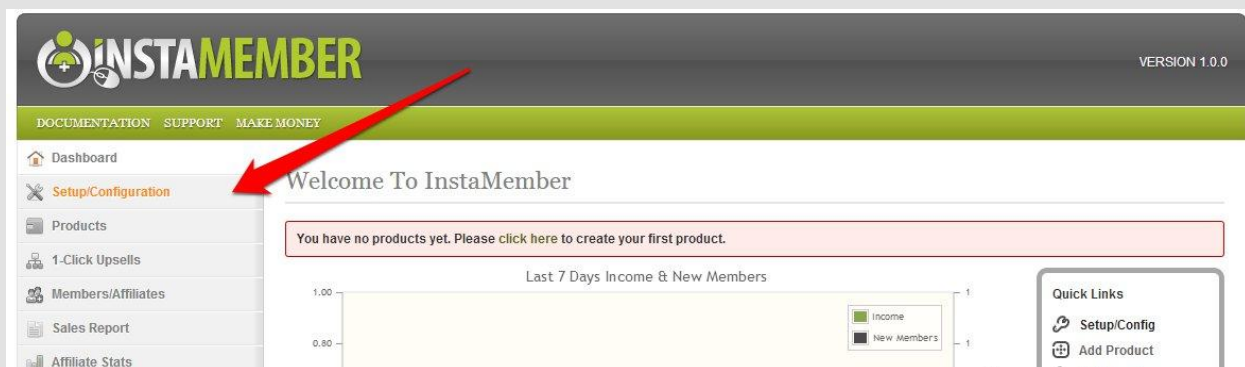 INSTAMEMBER
VERSION 1.0.0
DOCUMENTATION SUPPORT MAKE MONEY
Dashboard
Setup/Configuration
Products
1-Click Upsells
Members/Affiliates
Sales Report
Affiliate Stats
Welcome To InstaMember
You have no products yet. Please click here to create your first product.
Last 7 Days Income & New Members
1.00
0.80
Income
New Members
1
1
Quick Links
Setup/Config
Add Product